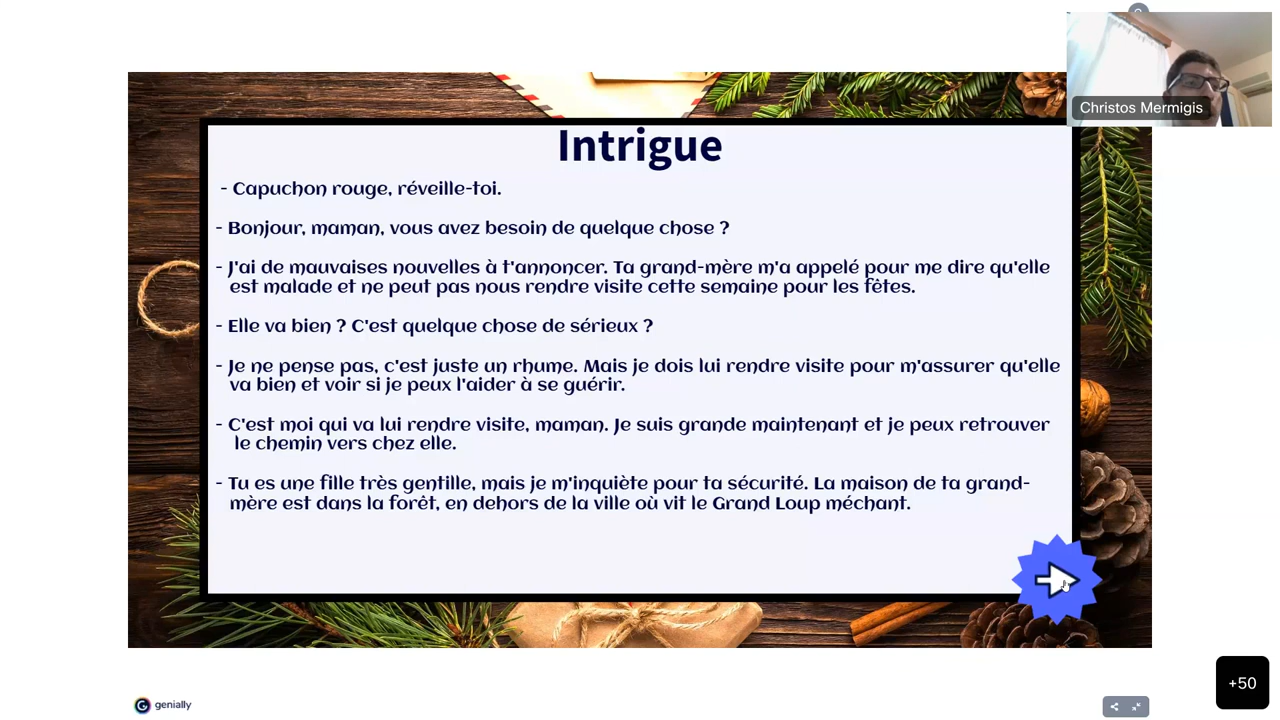 Christos Mermigis
Intrigue
- Capuchon rouge, réveille-toi.
- Bonjour, maman, vous avez besoin de quelque chose ?
- J'ai de mauvaises nouvelles à t'annoncer. Ta grand-mère m'a appelé pour me dire qu'elle
est malade et ne peut pas nous rendre visite cette semaine pour les fêtes.
- Elle va bien ? C'est quelque chose de sérieux ?
- Je ne pense pas, c'est juste un rhume. Mais je dois lui rendre visite pour m'assurer qu'elle
va bien et voir si je peux l'aider à se guérir.
- C'est moi qui va lui rendre visite, maman. Je suis grande maintenant et je peux retrouver
le chemin vers chez elle.
- Tu es une fille très gentille, mais je m'inquiète pour ta sécurité. La maison de ta grand-
mère est dans la forêt, en dehors de la ville où vit le Grand Loup méchant.
+50
genially